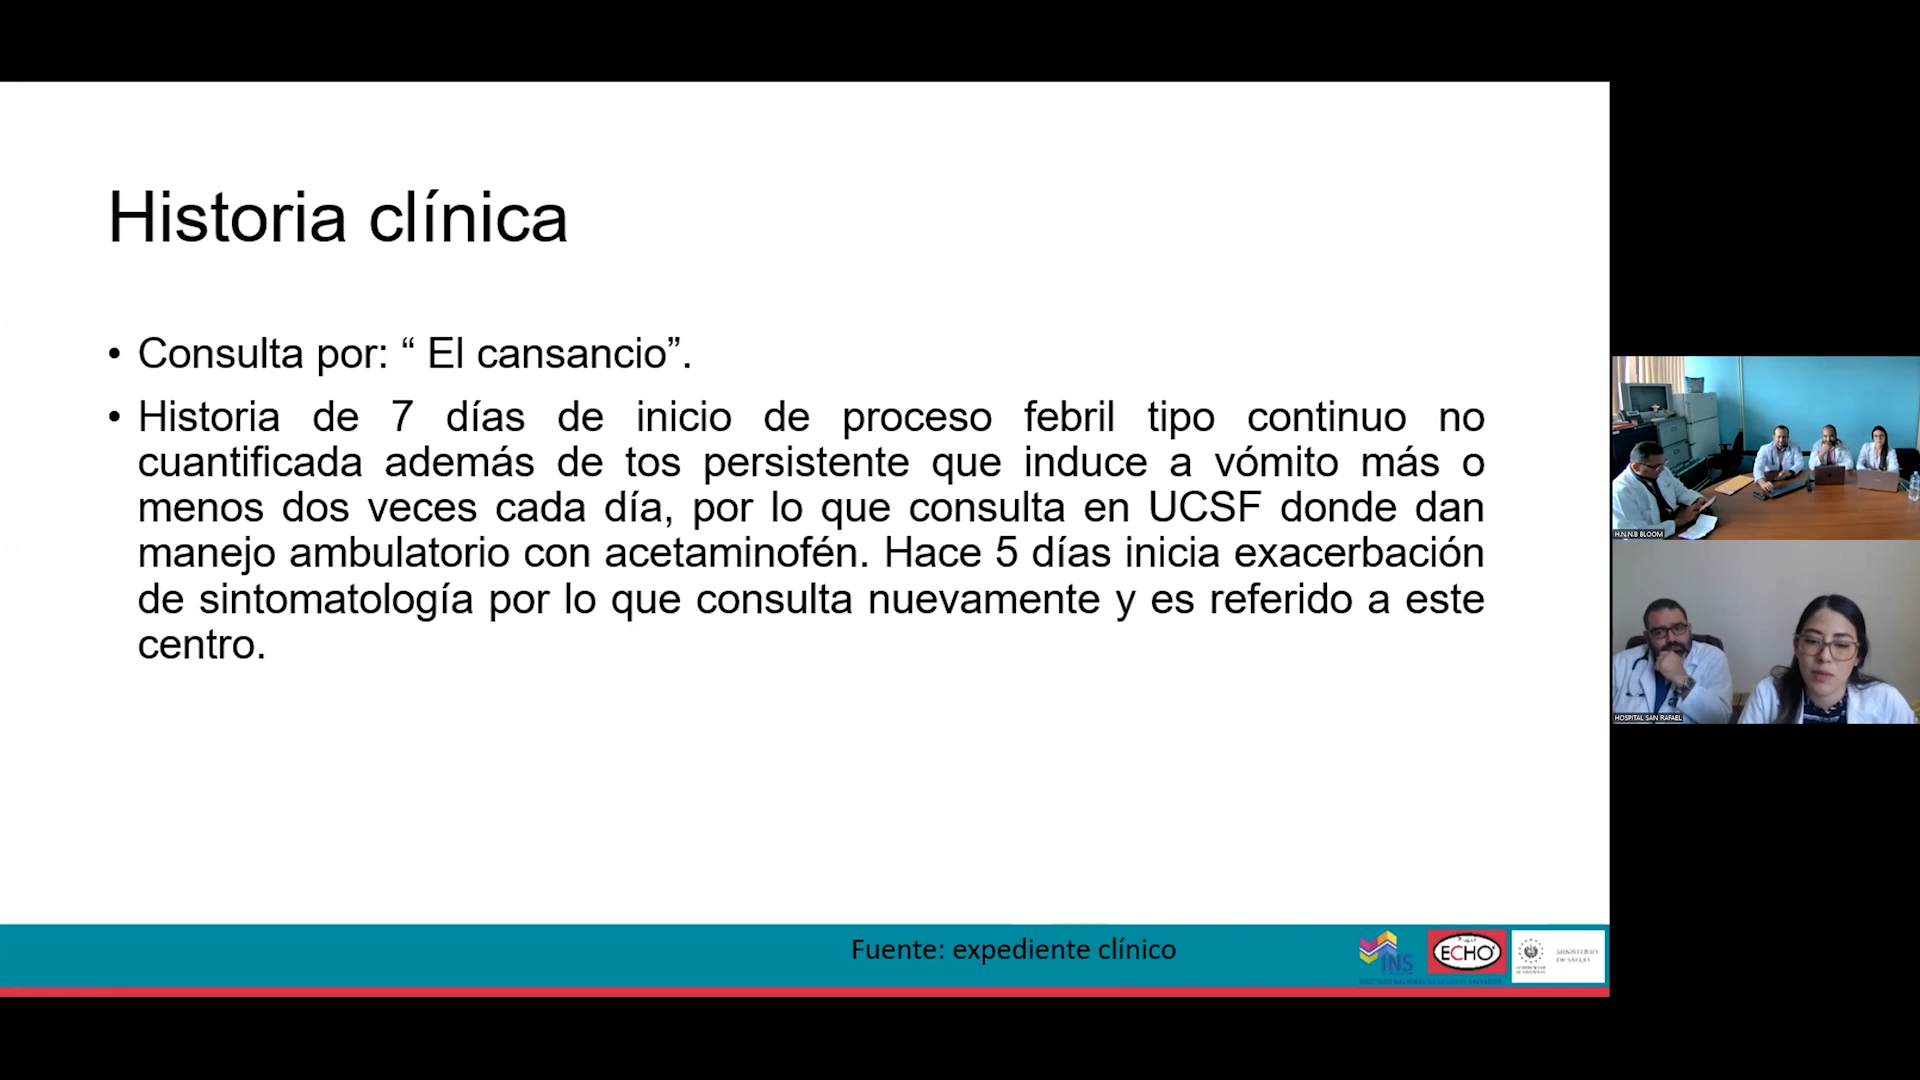 Historia clínica
• Consulta por: “ El cansancio”.
• Historia de 7 días de inicio de proceso febril tipo continuo no
cuantificada además de tos persistente que induce a vómito más o
menos dos veces cada día, por lo que consulta en UCSF donde dan
manejo ambulatorio con acetaminofén. Hace 5 días inicia exacerbación
de sintomatología por lo que consulta nuevamente y es referido a este
centro.
Fuente: expediente clínico
INS
ECHO
MINISTERIO
DE SALUD
H.N.N.B BLOOM
HOSPITAL SAN RAFAEL